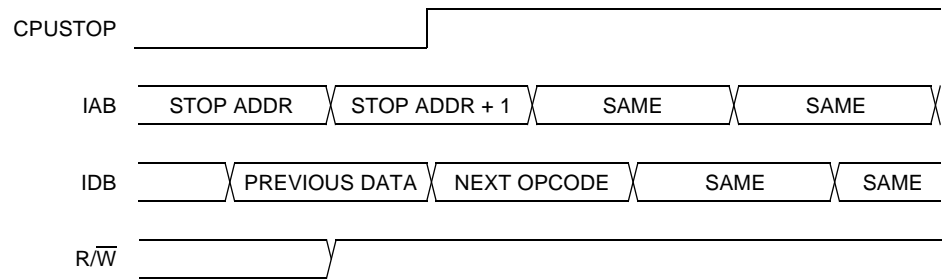 CPUSTOP
IAB STOP ADDR STOP ADDR + 1 SAME SAME
IDB PREVIOUS DATA NEXT OPCODE SAME SAME
R/W̅